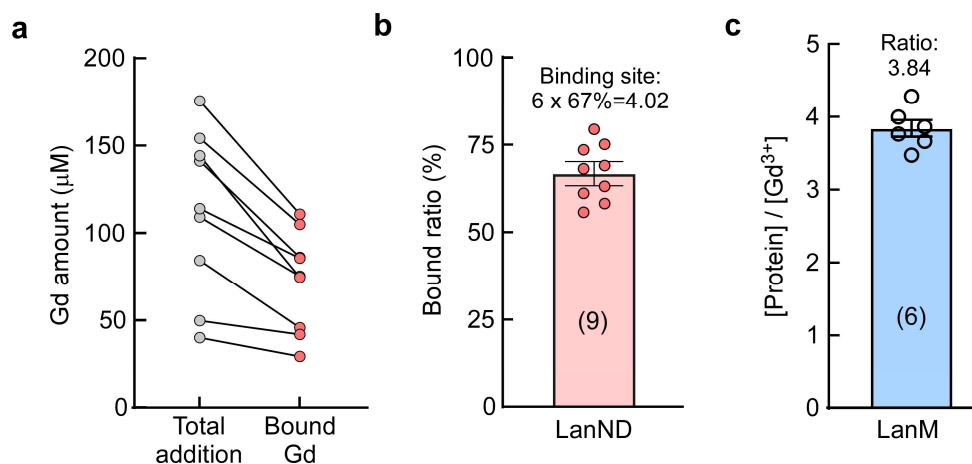 a
Gd amount (μM)
200
150
100
50
0
Total
addition
Bound
Gd
b
Bound ratio (%)
100
75
50
25
0
Binding site:
6 x 67%=4.02
(9)
LanND
c
[Protein] / [Gd³⁺]
5
4
3
2
1
0
Ratio:
3.84
(6)
LanM